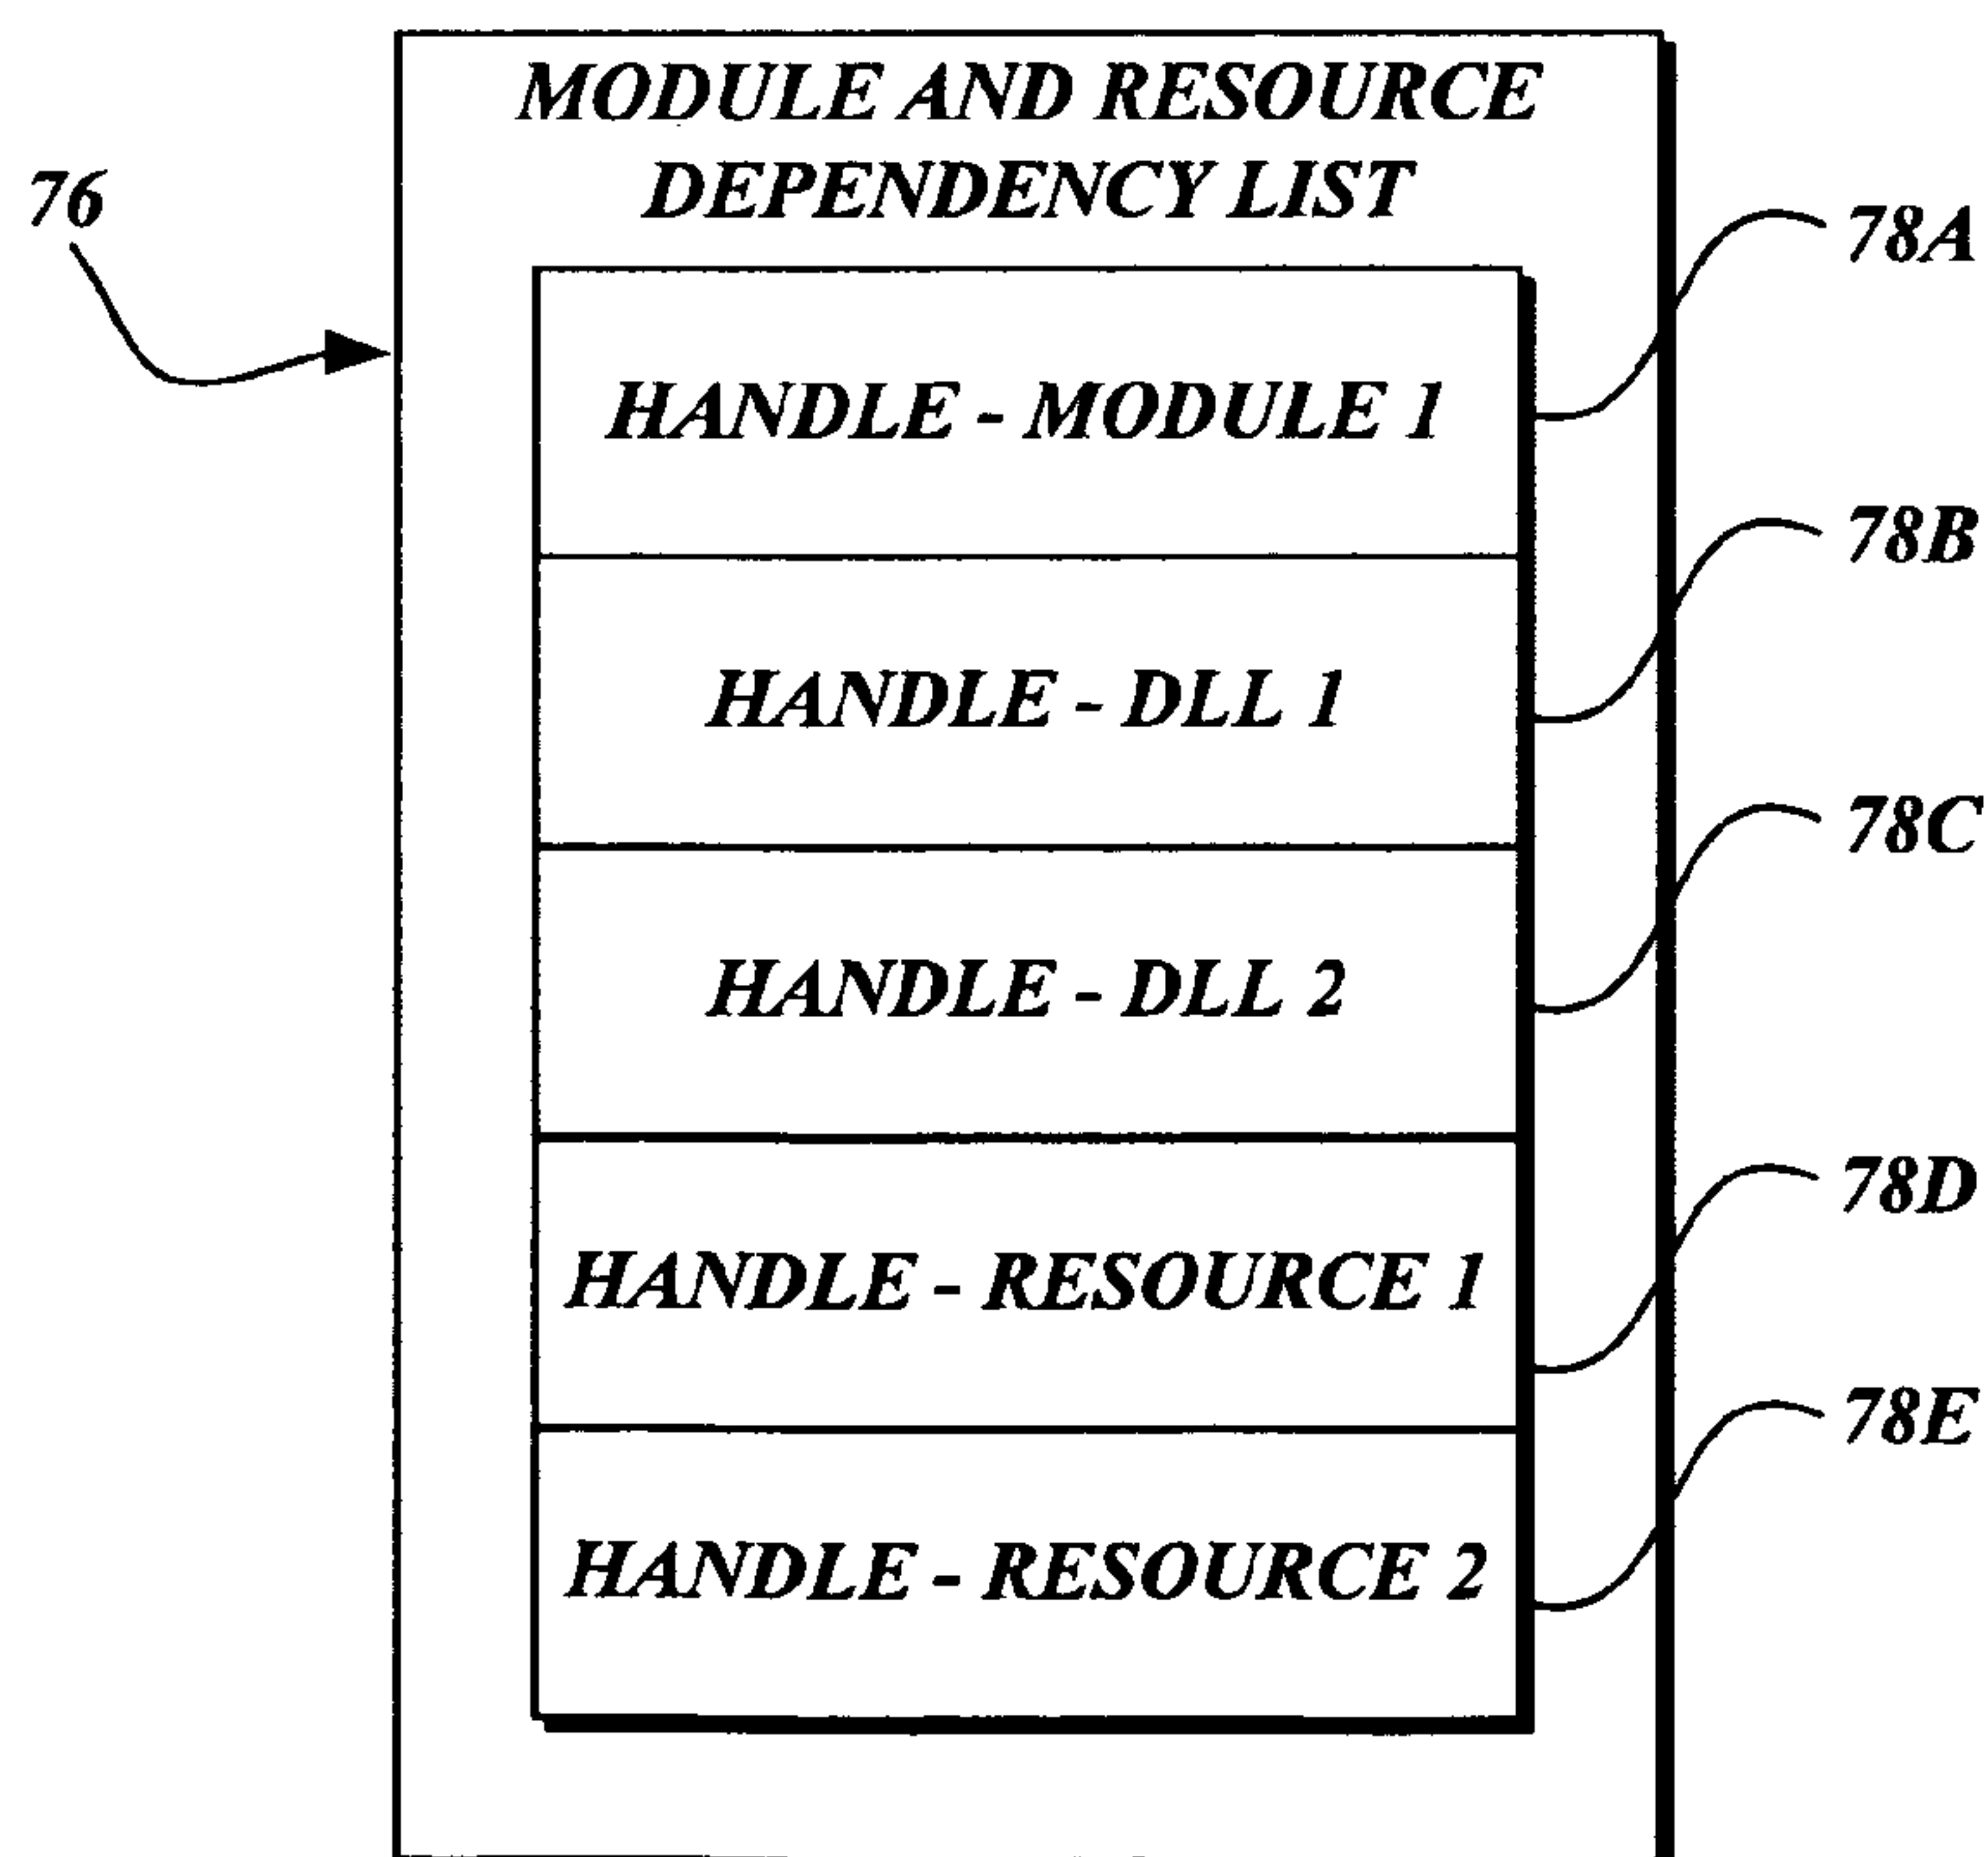 MODULE AND RESOURCE
DEPENDENCY LIST
76
78A
HANDLE - MODULE 1
78B
HANDLE - DLL 1
78C
HANDLE - DLL 2
78D
HANDLE - RESOURCE 1
78E
HANDLE - RESOURCE 2